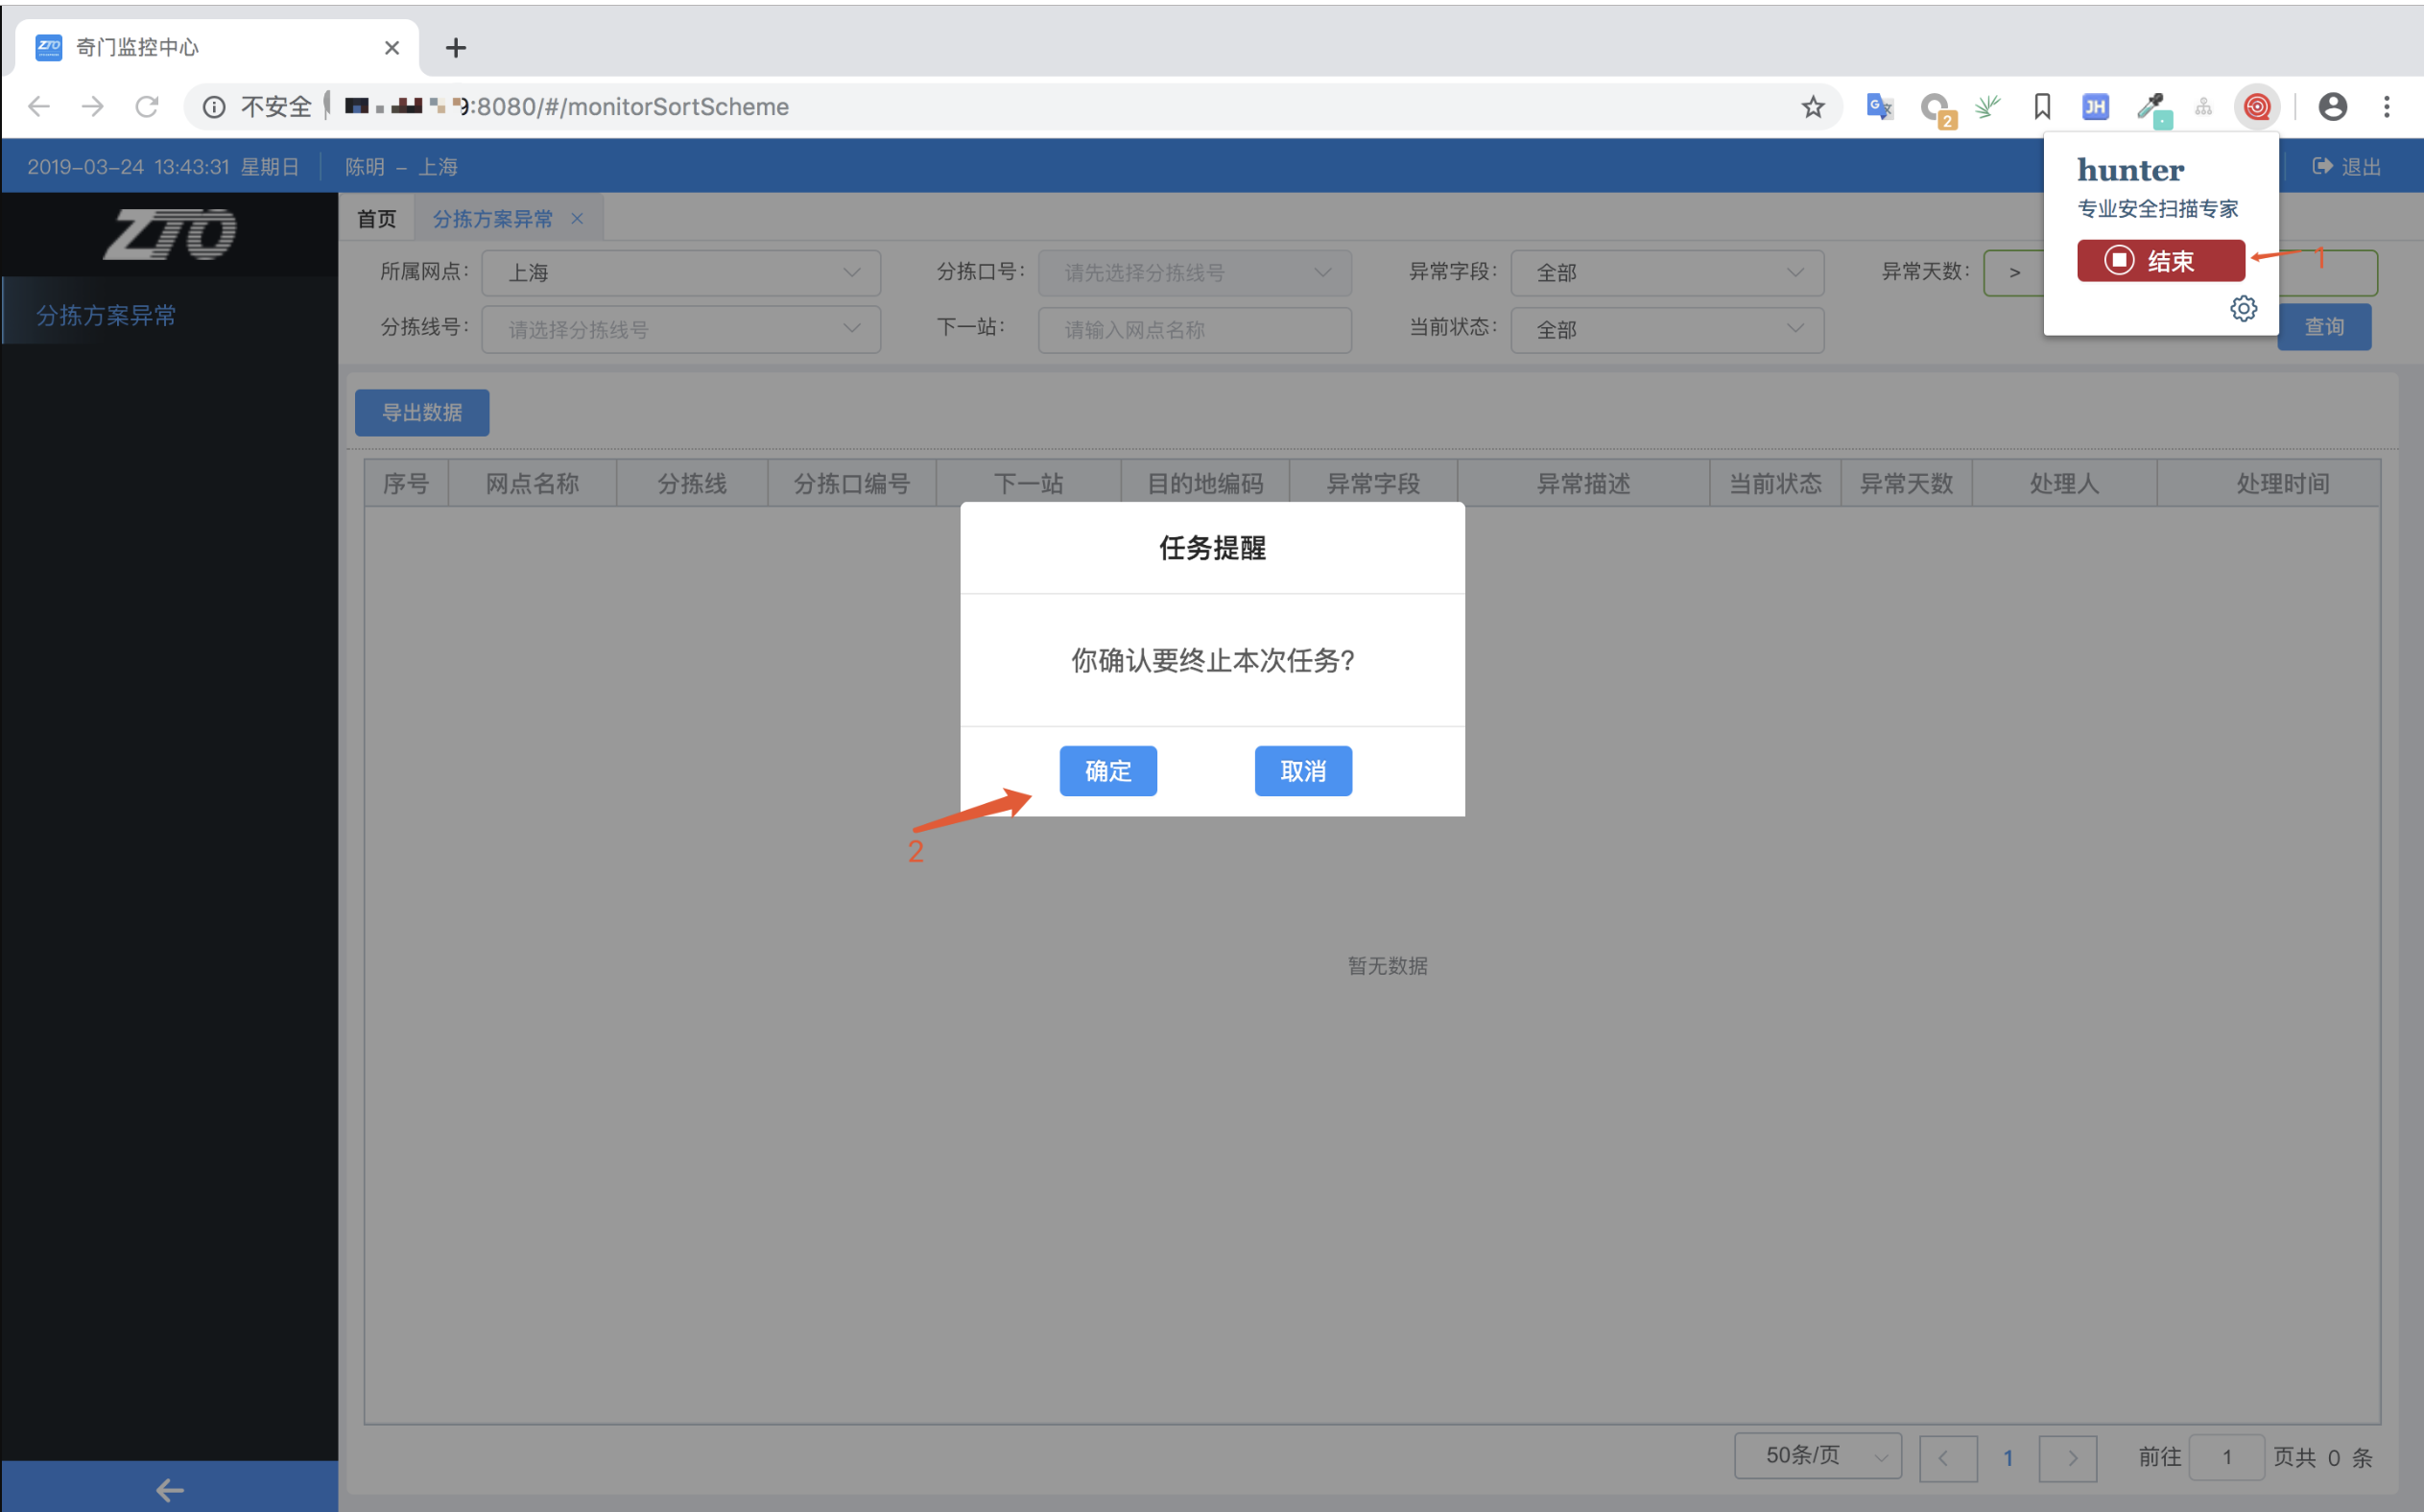 奇门监控中心
不安全 9:8080/#/monitorSortScheme
2
JH
2019-03-24 13:43:31 星期日 陈明 - 上海
退出
hunter
专业安全扫描专家
结束
1
ZTO
首页 分拣方案异常
分拣方案异常
所属网点: 上海 分拣口号: 请先选择分拣线号 异常字段: 全部 异常天数: >
分拣线号: 请选择分拣线号 下一站: 请输入网点名称 当前状态: 全部 查询
导出数据
序号 网点名称 分拣线 分拣口编号 下一站 目的地编码 异常字段 异常描述 当前状态 异常天数 处理人 处理时间
任务提醒
你确认要终止本次任务?
确定 取消
2
暂无数据
50条/页 1 前往 1 页共 0 条